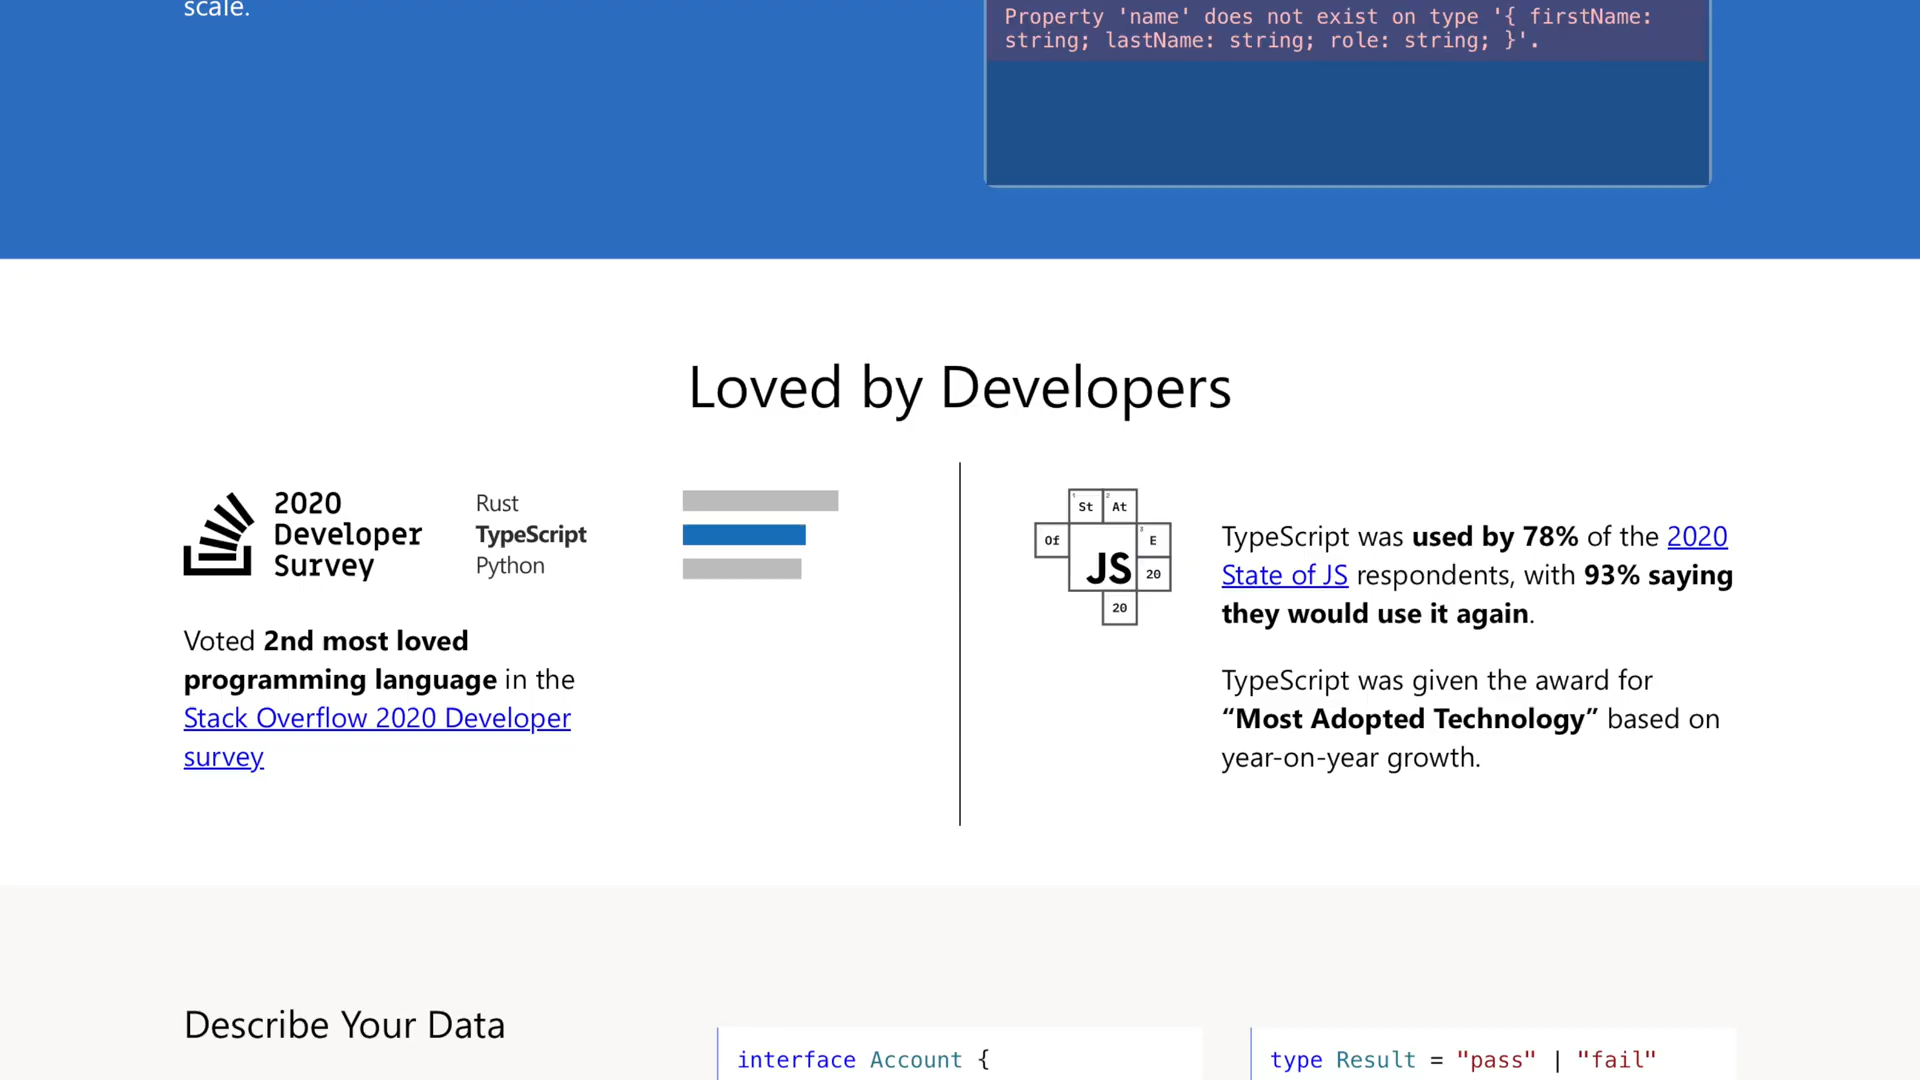 scale.
Property 'name' does not exist on type '{ firstName:
string; lastName: string; role: string; }'.
Loved by Developers
2020
Developer
Survey
Rust
TypeScript
Python
Voted 2nd most loved
programming language in the
Stack Overflow 2020 Developer
survey
1 St 2 At
Of 3 E
JS 20
20
TypeScript was used by 78% of the 2020
State of JS respondents, with 93% saying
they would use it again.
TypeScript was given the award for
“Most Adopted Technology” based on
year-on-year growth.
Describe Your Data
interface Account {
type Result = "pass" | "fail"